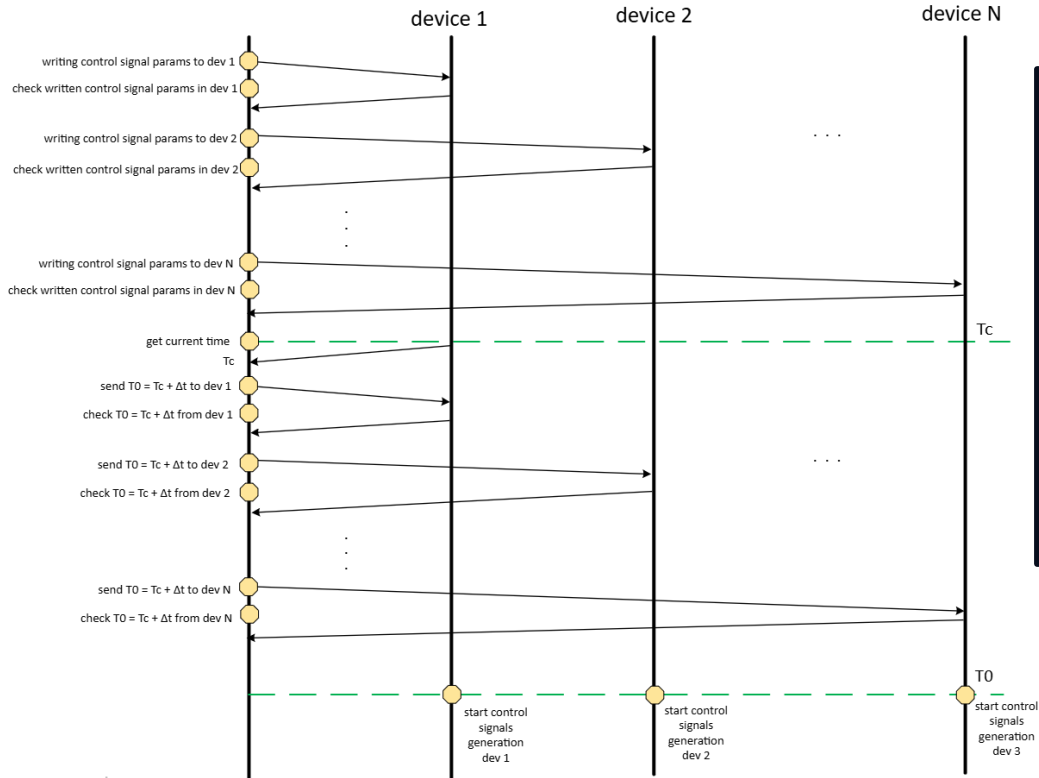 device 1
device 2
device N
writing control signal params to dev 1
check written control signal params in dev 1
writing control signal params to dev 2
. . .
check written control signal params in dev 2
.
.
.
writing control signal params to dev N
check written control signal params in dev N
Tc
get current time
Tc
send T0 = Tc + Δt to dev 1
check T0 = Tc + Δt from dev 1
send T0 = Tc + Δt to dev 2
. . .
check T0 = Tc + Δt from dev 2
.
.
.
send T0 = Tc + Δt to dev N
check T0 = Tc + Δt from dev N
T0
start control
signals
generation
dev 1
start control
signals
generation
dev 2
start control
signals
generation
dev 3